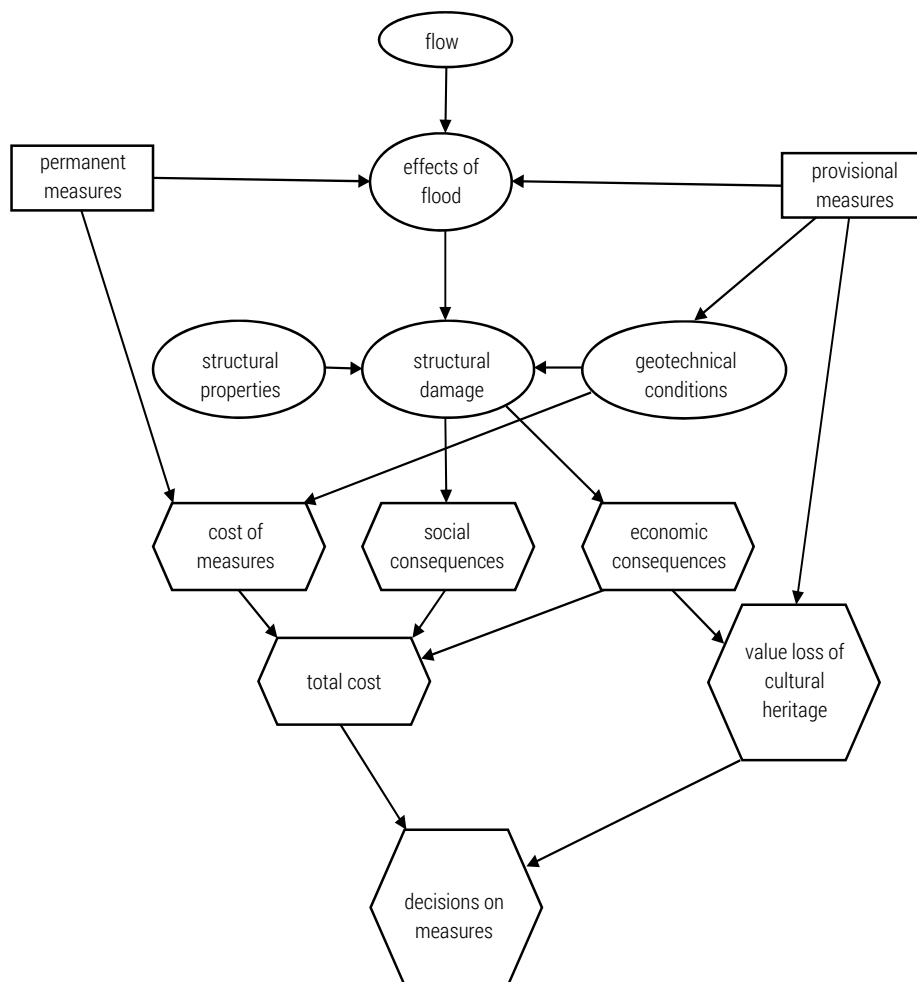 flow
permanent
measures
effects of
flood
provisional
measures
structural
properties
structural
damage
geotechnical
conditions
cost of
measures
social
consequences
economic
consequences
total cost
value loss of
cultural
heritage
decisions on
measures